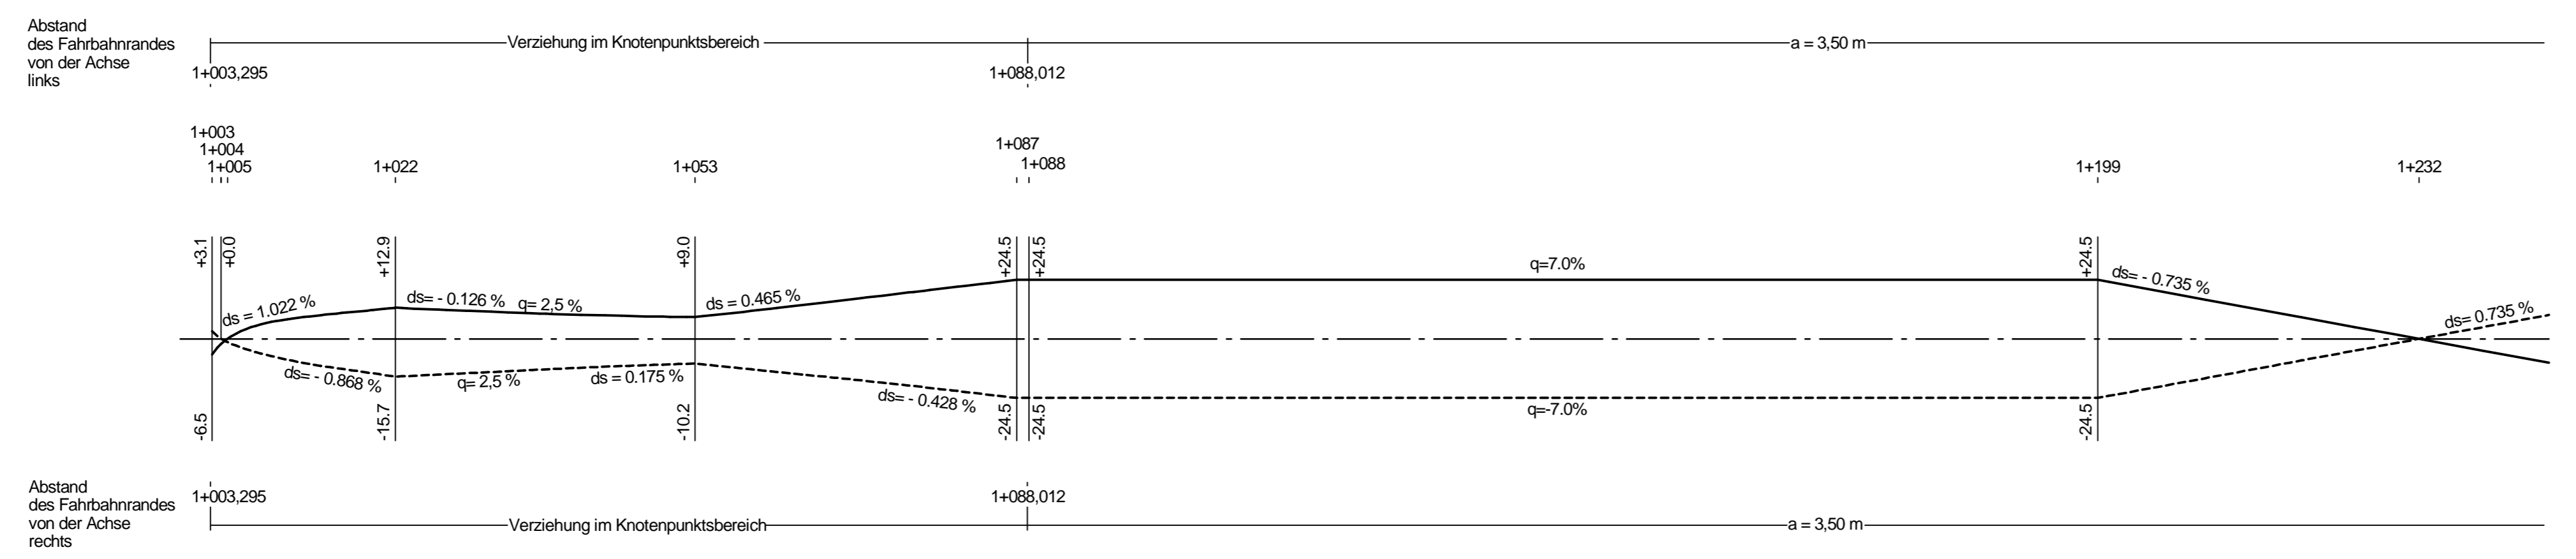 Abstand
des Fahrbahnrandes
von der Achse
links
Verziehung im Knotenpunktsbereich
a = 3,50 m
1+003,295
1+088,012
1+003
1+004
1+005
1+022
1+053
1+087
1+088
1+199
1+232
+3.1
+0.0
+12.9
+9.0
+24.5
+24.5
+24.5
ds = 1.022 %
ds= - 0.126 %
q= 2,5 %
ds = 0.465 %
q=7.0%
ds= - 0.735 %
ds= 0.735 %
ds= - 0.868 %
q= 2,5 %
ds = 0.175 %
ds= - 0.428 %
q=-7.0%
-6.5
-15.7
-10.2
-24.5
-24.5
-24.5
Abstand
des Fahrbahnrandes
von der Achse
rechts
1+003,295
1+088,012
Verziehung im Knotenpunktsbereich
a = 3,50 m